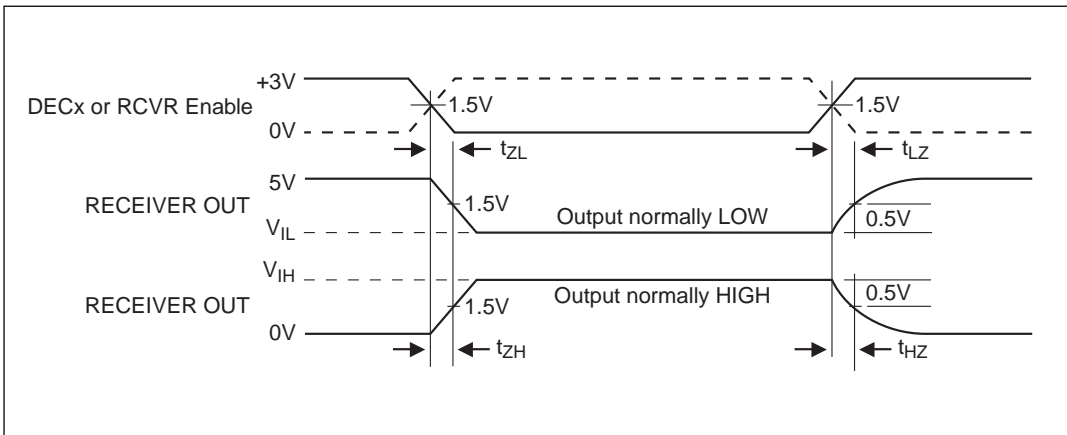 +3V
DECx or RCVR Enable
1.5V
1.5V
0V
tZL
tLZ
5V
RECEIVER OUT
1.5V
Output normally LOW
0.5V
VIL
VIH
RECEIVER OUT
1.5V
Output normally HIGH
0.5V
0V
tZH
tHZ